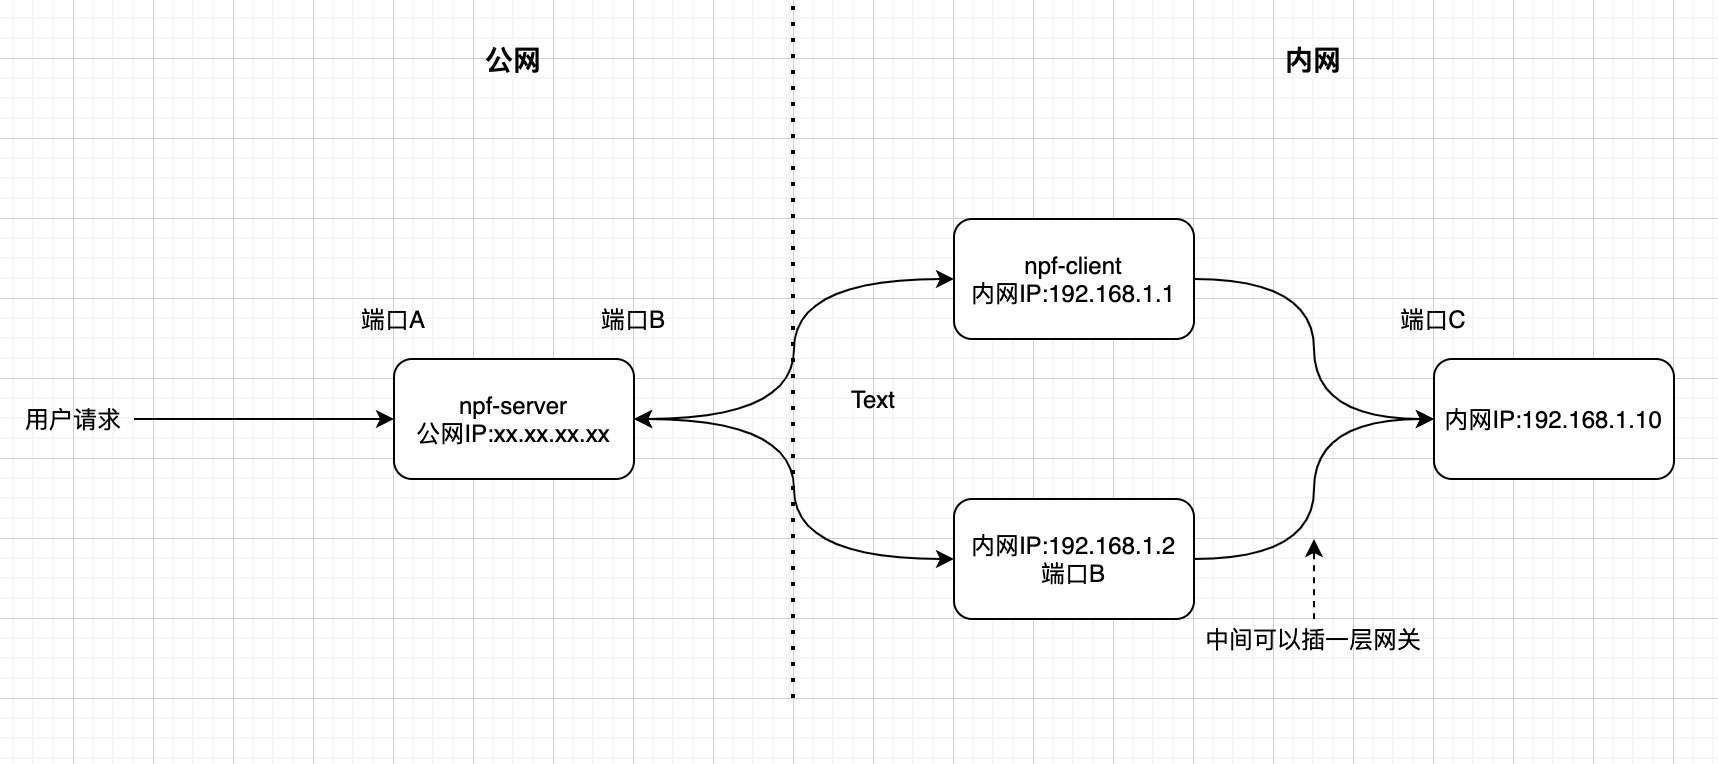 公网
内网
npf-client
内网IP:192.168.1.1
端口A
端口B
端口C
用户请求
npf-server
公网IP:xx.xx.xx.xx
Text
内网IP:192.168.1.10
内网IP:192.168.1.2
端口B
中间可以插一层网关